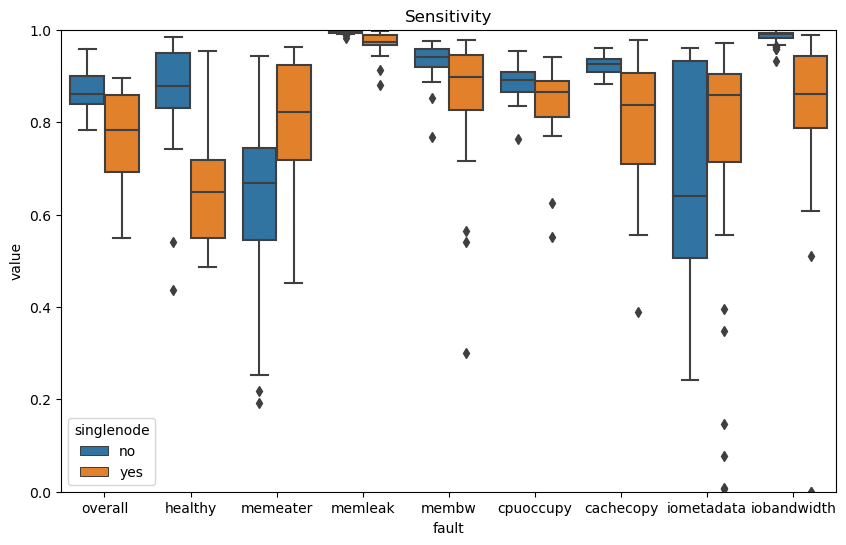 Sensitivity
value
1.0
0.8
0.6
0.4
0.2
0.0
singlenode
no
yes
overall healthy memeater memleak membw cpuoccupy cachecopy iometadata iobandwidth
fault